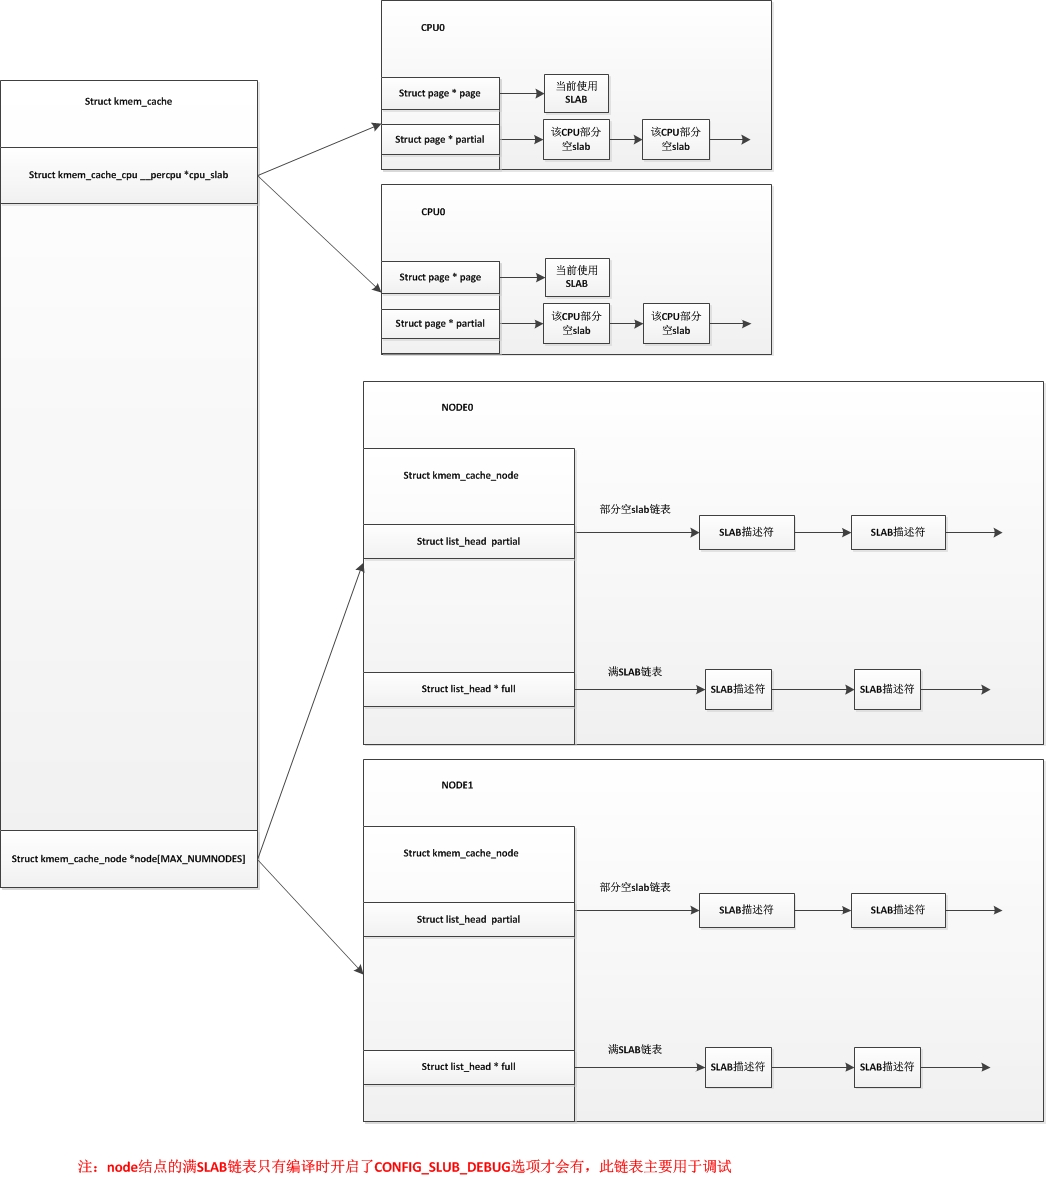 CPU0
Struct page * page
当前使用
SLAB
Struct page * partial
该CPU部分
空slab
该CPU部分
空slab
Struct kmem_cache
Struct kmem_cache_cpu __percpu *cpu_slab
CPU0
Struct page * page
当前使用
SLAB
Struct page * partial
该CPU部分
空slab
该CPU部分
空slab
NODE0
Struct kmem_cache_node
部分空slab链表
Struct list_head  partial
SLAB描述符
SLAB描述符
满SLAB链表
Struct list_head * full
SLAB描述符
SLAB描述符
Struct kmem_cache_node *node[MAX_NUMNODES]
NODE1
Struct kmem_cache_node
部分空slab链表
Struct list_head  partial
SLAB描述符
SLAB描述符
满SLAB链表
Struct list_head * full
SLAB描述符
SLAB描述符
注：node结点的满SLAB链表只有编译时开启了CONFIG_SLUB_DEBUG选项才会有，此链表主要用于调试